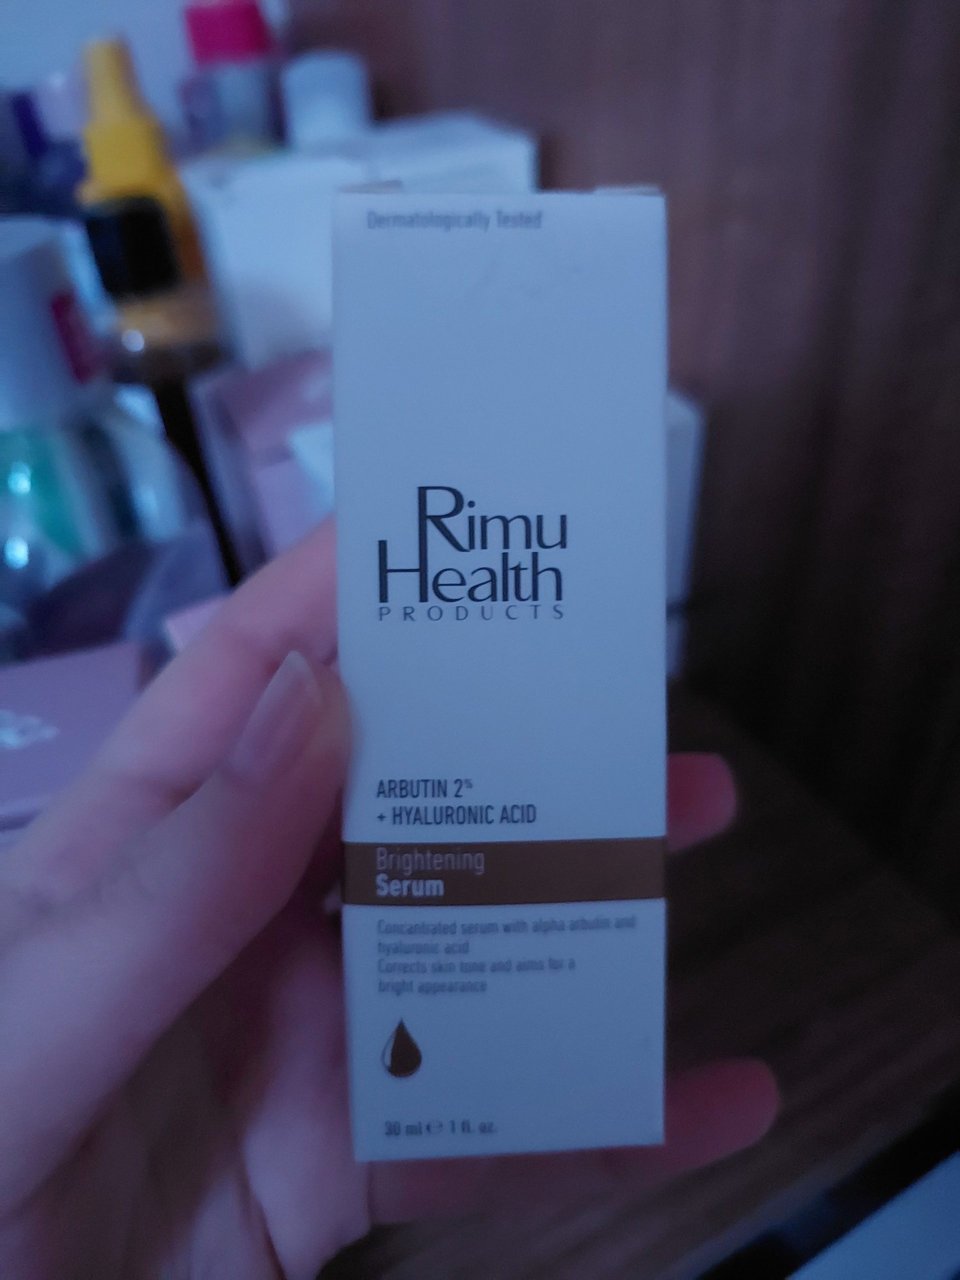 Dermatologically Tested
Rimu
Health
PRODUCTS
ARBUTIN 2%
+ HYALURONIC ACID
Brightening
Serum
Concantrated serum with alpha arbutin and
hyaluronic acid
Corrects skin tone and aims for a
bright appearance
30 ml e 1 fl. oz.